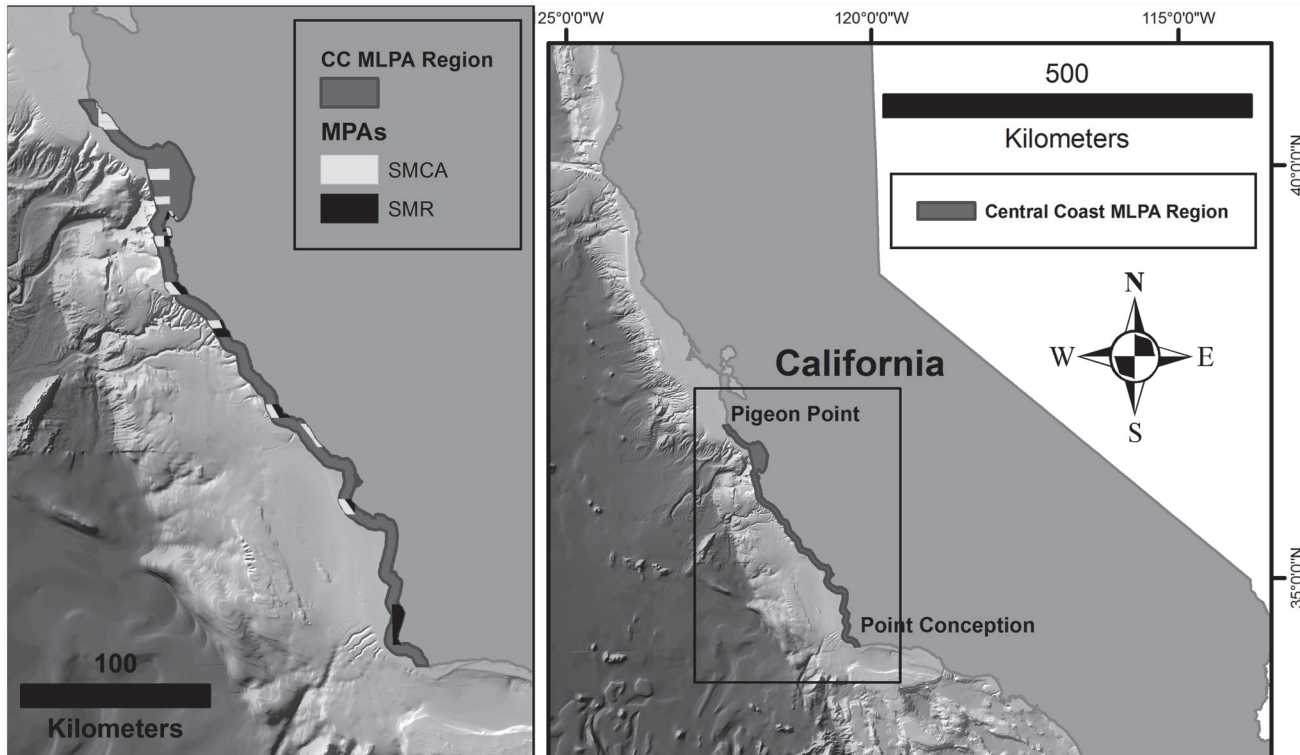 CC MLPA Region
MPAs
SMCA
SMR
100
Kilometers
25°0'0"W
120°0'0"W
115°0'0"W
500
Kilometers
Central Coast MLPA Region
N
W
E
S
California
Pigeon Point
Point Conception
40°0'0"N
35°0'0"N